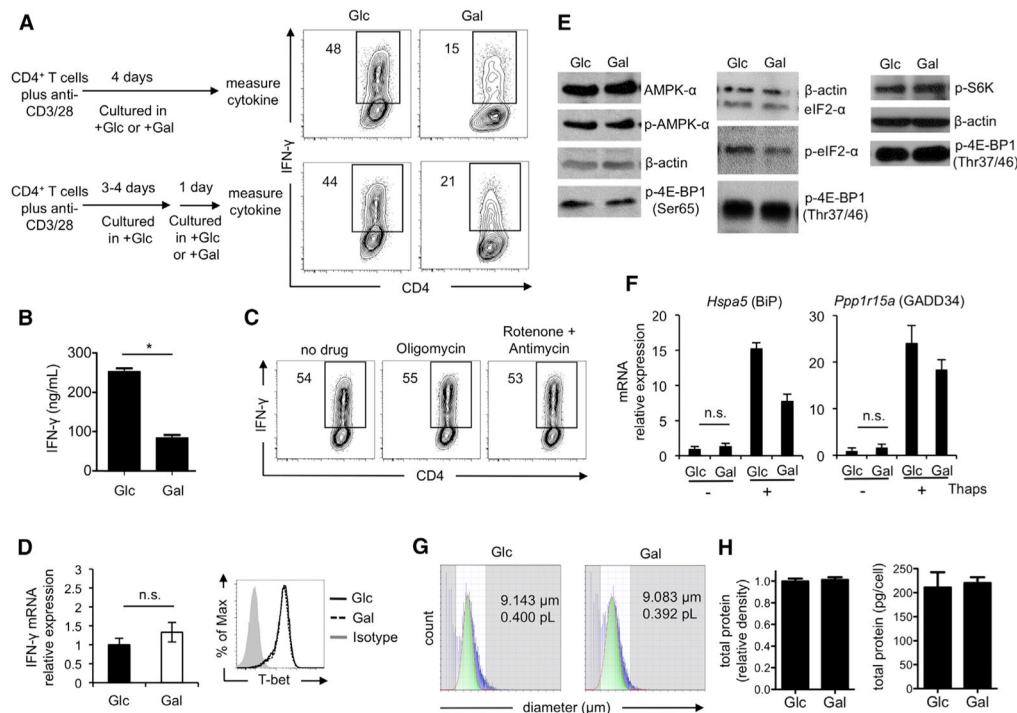 A
CD4+ T cells
plus anti-
CD3/28
4 days
Cultured in
+Glc or +Gal
measure
cytokine
CD4+ T cells
plus anti-
CD3/28
3-4 days
Cultured
in +Glc
1 day
Cultured
in +Glc
or +Gal
measure
cytokine
Glc
Gal
48
15
44
21
IFN-γ
CD4
B
IFN-γ (ng/mL)
300
200
100
0
*
Glc
Gal
C
no drug
Oligomycin
Rotenone +
Antimycin
54
55
53
IFN-γ
CD4
D
IFN-γ mRNA
relative expression
3
2.5
2
1.5
1
0.5
0
n.s.
Glc
Gal
% of Max
T-bet
Glc
Gal
Isotype
E
Glc Gal
AMPK-α
p-AMPK-α
β-actin
p-4E-BP1
(Ser65)
Glc Gal
β-actin
eIF2-α
p-eIF2-α
p-4E-BP1
(Thr37/46)
Glc Gal
p-S6K
β-actin
p-4E-BP1
(Thr37/46)
F
Hspa5 (BiP)
mRNA
relative expression
20
15
10
5
0
n.s.
Glc Gal Glc Gal
- +
Ppp1r15a (GADD34)
30
20
10
0
n.s.
Glc Gal Glc Gal
- + Thaps
G
Glc
Gal
count
9.143 µm
0.400 pL
9.083 µm
0.392 pL
diameter (µm)
H
total protein
(relative density)
1.0
0.8
0.6
0.4
0.2
0.0
Glc Gal
total protein (pg/cell)
250
200
150
100
50
0
Glc Gal